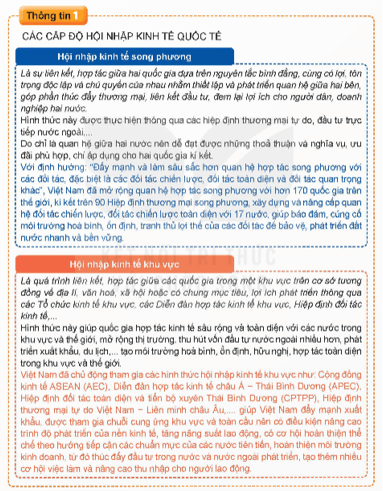 Thông tin 1
CÁC CẤP ĐỘ HỘI NHẬP KINH TẾ QUỐC TẾ
Hội nhập kinh tế song phương
Là sự liên kết, hợp tác giữa hai quốc gia dựa trên nguyên tắc bình đẳng, cùng có lợi, tôn
trọng độc lập và chủ quyền của nhau nhằm thiết lập và phát triển quan hệ giữa hai bên,
góp phần thúc đẩy thương mại, liên kết đầu tư, đem lại lợi ích cho người dân, doanh
nghiệp hai nước.
Hình thức này được thực hiện thông qua các hiệp định thương mại tự do, đầu tư trực
tiếp nước ngoài,...
Do chỉ là quan hệ giữa hai nước nên dễ đạt được những thoả thuận và nghĩa vụ, ưu
đãi phù hợp, chỉ áp dụng cho hai quốc gia kí kết.
Với định hướng: "Đẩy mạnh và làm sâu sắc hơn quan hệ hợp tác song phương với
các đối tác, đặc biệt là các đối tác chiến lược, đối tác toàn diện và đối tác quan trọng
khác", Việt Nam đã mở rộng quan hệ hợp tác song phương với hơn 170 quốc gia trên
thế giới, kí kết trên 90 Hiệp định thương mại song phương, xây dựng và nâng cấp quan
hệ đối tác chiến lược, đối tác chiến lược toàn diện với 17 nước, giúp bảo đảm, củng cố
môi trường hoà bình, ổn định, tranh thủ lợi thế của các đối tác để bảo vệ, phát triển đất
nước nhanh và bền vững.
Hội nhập kinh tế khu vực
Là quá trình liên kết, hợp tác giữa các quốc gia trong một khu vực trên cơ sở tương
đồng về địa lí, văn hoá, xã hội hoặc có chung mục tiêu, lợi ích phát triển thông qua
các Tổ chức kinh tế khu vực, các Diễn đàn hợp tác kinh tế khu vực, Hiệp định đối tác
kinh tế,...
Hình thức này giúp quốc gia hợp tác kinh tế sâu rộng và toàn diện với các nước trong
khu vực và thế giới, mở rộng thị trường, thu hút vốn đầu tư nước ngoài nhiều hơn, phát
triển xuất khẩu, du lịch,... tạo môi trường hoà bình, ổn định, hữu nghị, hợp tác toàn diện
trong khu vực và thế giới.
Việt Nam đã chủ động tham gia các hình thức hội nhập kinh tế khu vực như: Cộng đồng
kinh tế ASEAN (AEC), Diễn đàn hợp tác kinh tế châu Á – Thái Bình Dương (APEC),
Hiệp định đối tác toàn diện và tiến bộ xuyên Thái Bình Dương (CPTPP), Hiệp định
thương mại tự do Việt Nam – Liên minh châu Âu,.... giúp Việt Nam đẩy mạnh xuất
khẩu, được tham gia chuỗi cung ứng khu vực và toàn cầu nên có điều kiện nâng cao
trình độ phát triển của nền kinh tế, tăng năng suất lao động, có cơ hội hoàn thiện thể
chế theo hướng tiếp cận các chuẩn mực của các nước tiên tiến, hoàn thiện môi trường
kinh doanh, từ đó thúc đẩy đầu tư trong nước và nước ngoài phát triển, tạo thêm nhiều
cơ hội việc làm và nâng cao thu nhập cho người lao động.